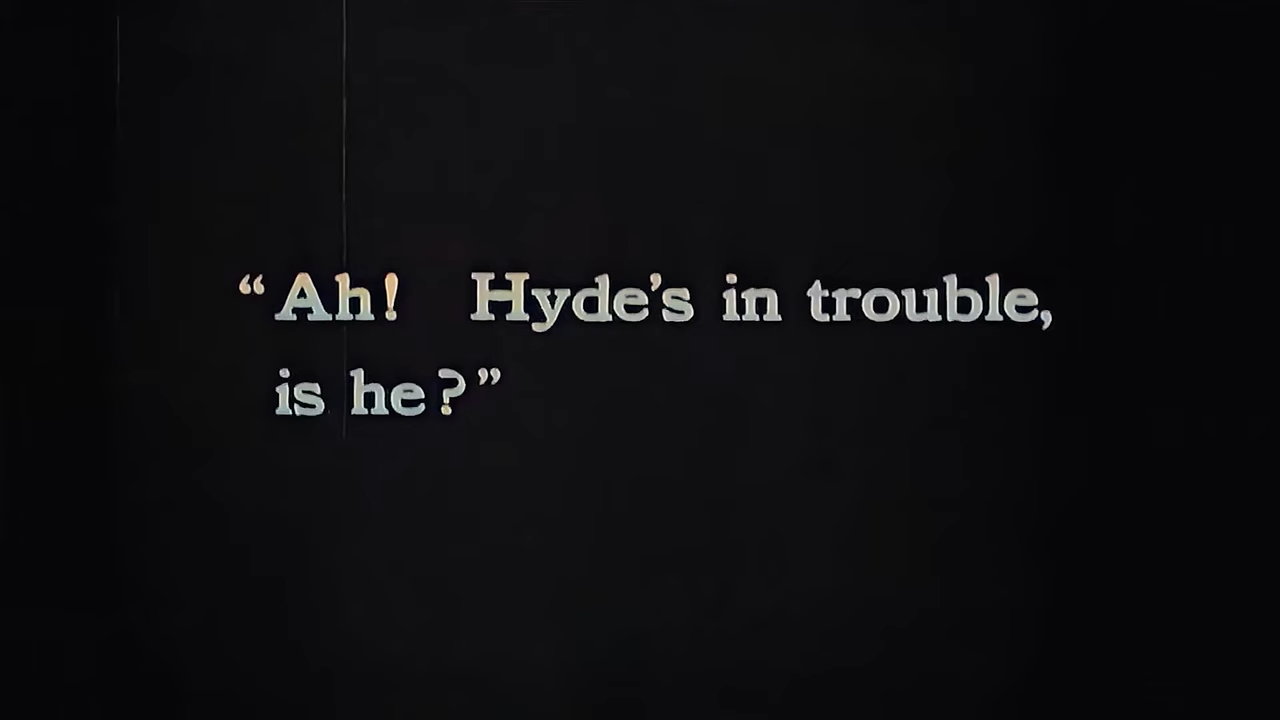 “Ah! Hyde’s in trouble,
is he?”